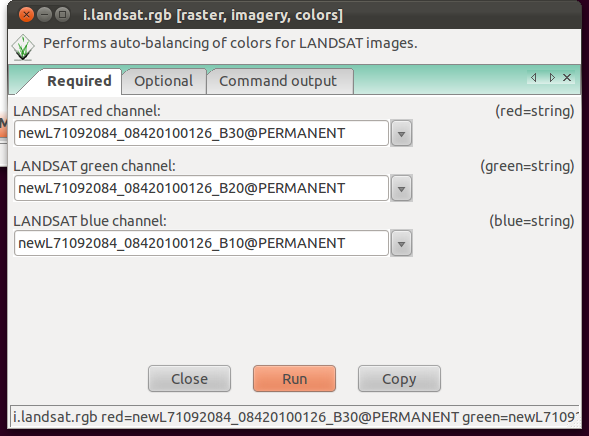 i.landsat.rgb [raster, imagery, colors]
Performs auto-balancing of colors for LANDSAT images.
Required Optional Command output
LANDSAT red channel: (red=string)
newL71092084_08420100126_B30@PERMANENT
LANDSAT green channel: (green=string)
newL71092084_08420100126_B20@PERMANENT
LANDSAT blue channel: (blue=string)
newL71092084_08420100126_B10@PERMANENT
Close Run Copy
i.landsat.rgb red=newL71092084_08420100126_B30@PERMANENT green=newL7109